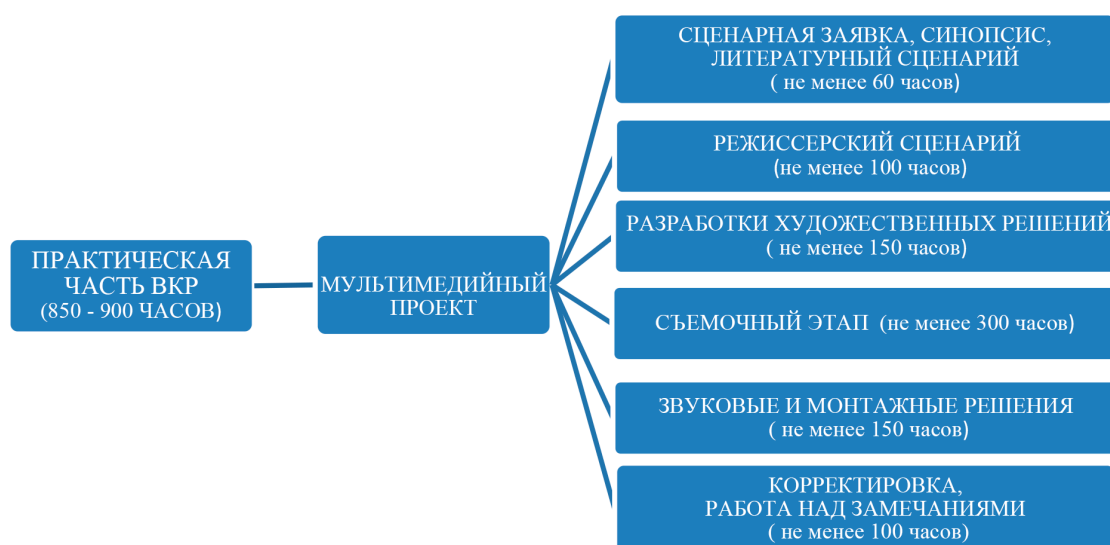 ПРАКТИЧЕСКАЯ
ЧАСТЬ ВКР
(850 - 900 ЧАСОВ)
МУЛЬТИМЕДИЙНЫЙ
ПРОЕКТ
СЦЕНАРНАЯ ЗАЯВКА, СИНОПСИС,
ЛИТЕРАТУРНЫЙ СЦЕНАРИЙ
( не менее 60 часов)
РЕЖИССЕРСКИЙ СЦЕНАРИЙ
(не менее 100 часов)
РАЗРАБОТКИ ХУДОЖЕСТВЕННЫХ РЕШЕНИЙ
( не менее 150 часов)
СЪЕМОЧНЫЙ ЭТАП (не менее 300 часов)
ЗВУКОВЫЕ И МОНТАЖНЫЕ РЕШЕНИЯ
( не менее 150 часов)
КОРРЕКТИРОВКА,
РАБОТА НАД ЗАМЕЧАНИЯМИ
( не менее 100 часов)